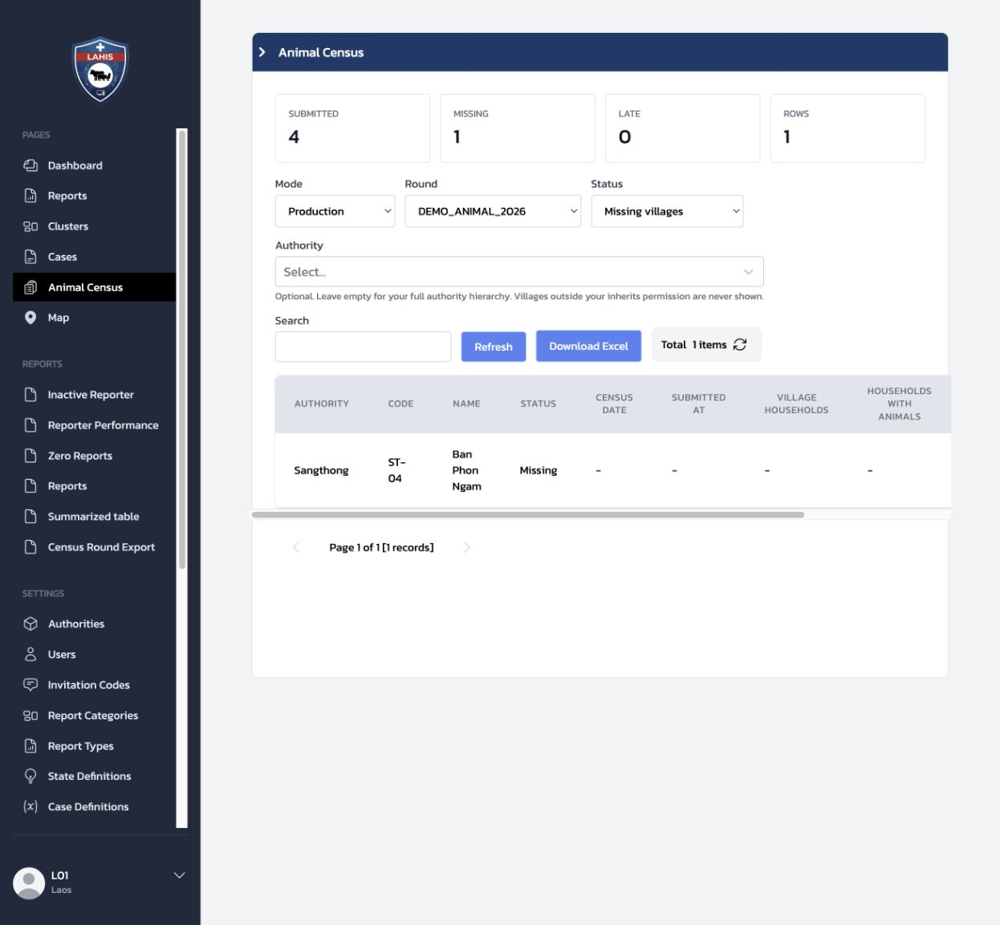 LAHIS
PAGES
Dashboard
Reports
Clusters
Cases
Animal Census
Map
REPORTS
Inactive Reporter
Reporter Performance
Zero Reports
Reports
Summarized table
Census Round Export
SETTINGS
Authorities
Users
Invitation Codes
Report Categories
Report Types
State Definitions
Case Definitions
L01
Laos
Animal Census
SUBMITTED
4
MISSING
1
LATE
0
ROWS
1
Mode
Production
Round
DEMO_ANIMAL_2026
Status
Missing villages
Authority
Select...
Optional. Leave empty for your full authority hierarchy. Villages outside your inherits permission are never shown.
Search
Refresh
Download Excel
Total 1 items
AUTHORITY
CODE
NAME
STATUS
CENSUS
DATE
SUBMITTED
AT
VILLAGE
HOUSEHOLDS
HOUSEHOLDS
WITH
ANIMALS
Sangthong
ST-
04
Ban
Phon
Ngam
Missing
-
-
-
-
Page 1 of 1 [1 records]